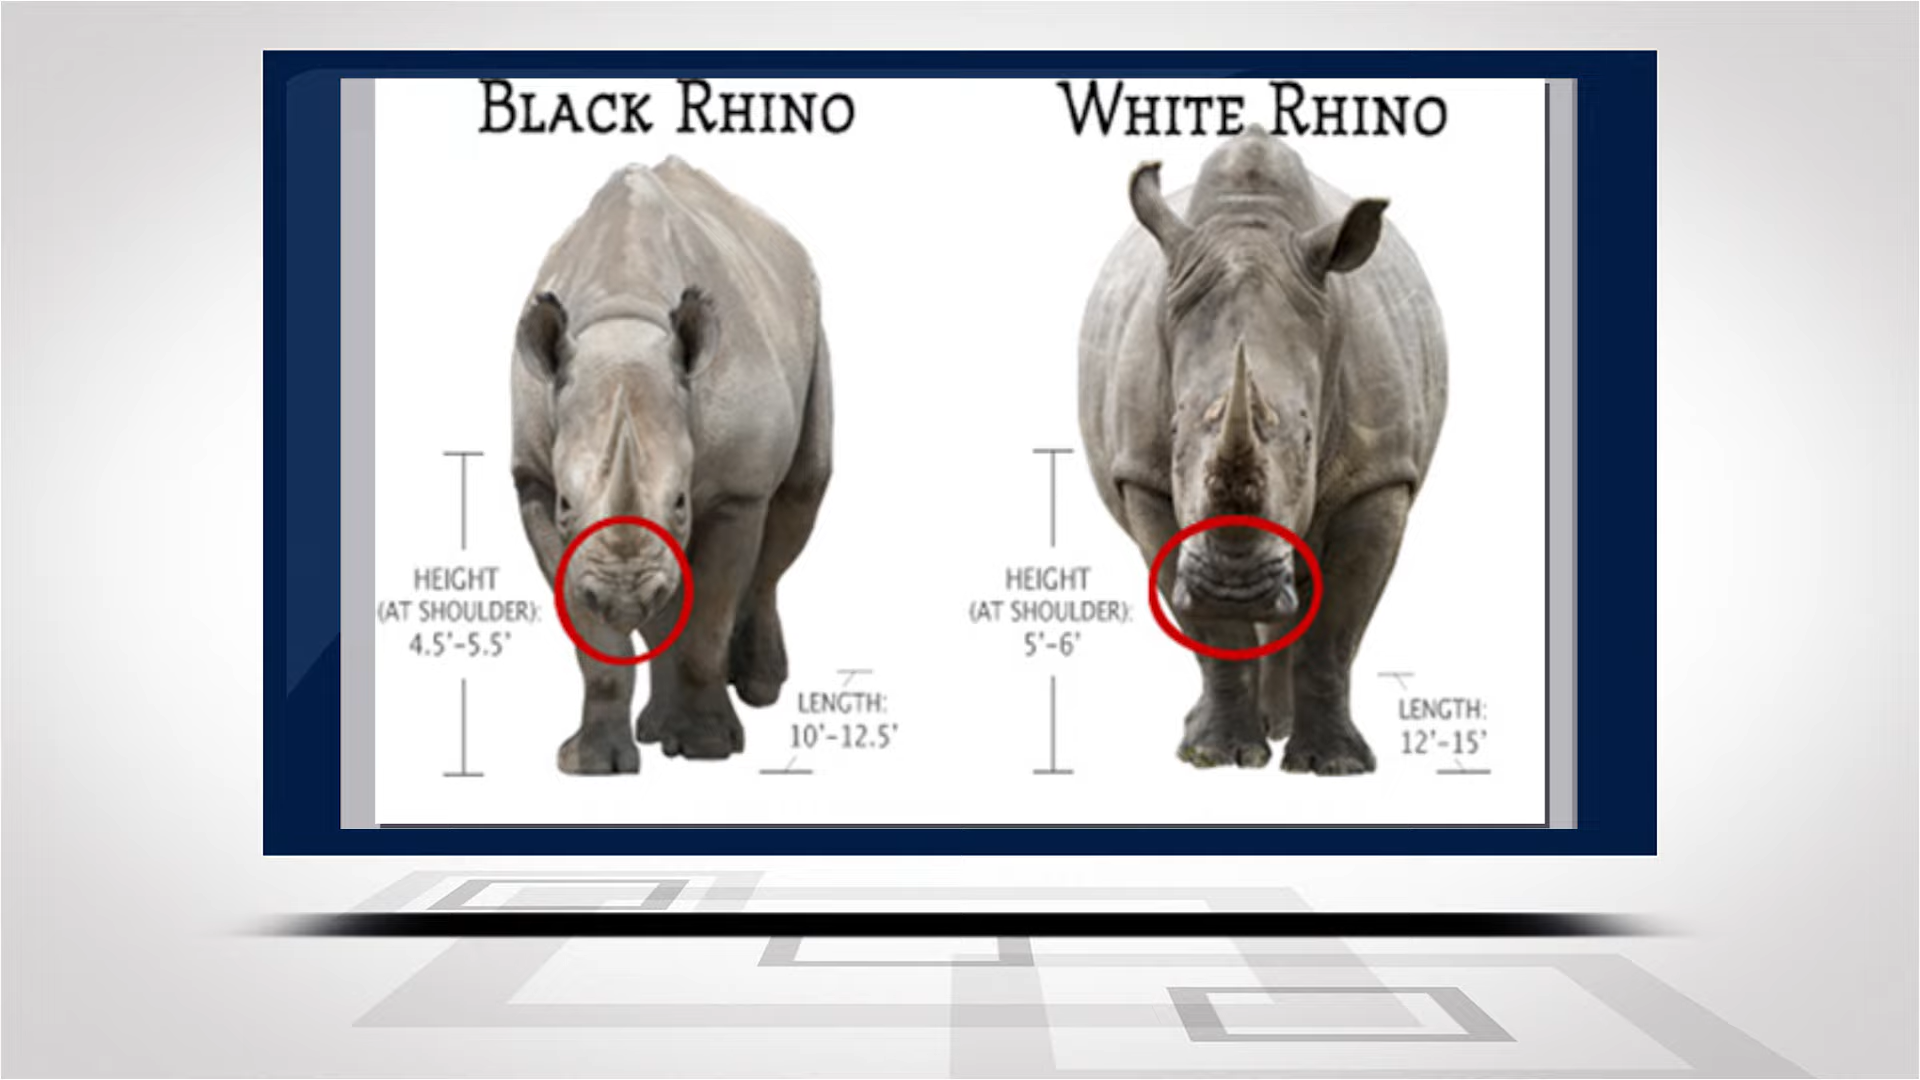 BLACK RHINO
WHITE RHINO
HEIGHT
(AT SHOULDER):
4.5'-5.5'
LENGTH:
10'-12.5'
HEIGHT
(AT SHOULDER):
5'-6'
LENGTH:
12'-15'